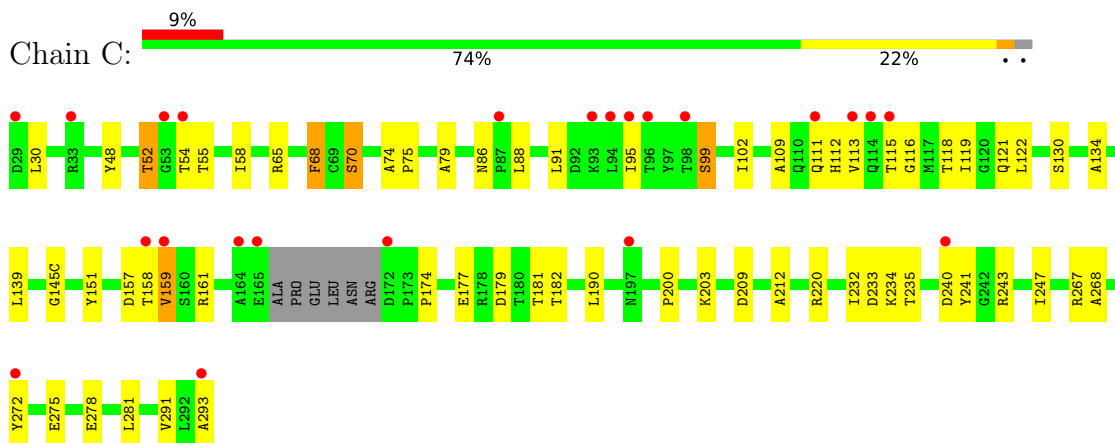 9%
Chain C:
74% 22% • •
D29 L30 R33 Y48 T52 G53 T54 T55 I58 R65 F68 C69 S70 A74 P75 A79 N86 P87 L88 L91 D92 K93 L94 I95 T96 Y97 T98 S99 I102 A109 Q110 Q111 H112 V113 Q114 T115 G116 M117 T118 I119 G120 Q121 L122 S130 A134
L139 G145C Y151 D157 T158 V159 S160 R161 A164 E165 ALA PRO GLU LEU ASN ARG D172 P173 P174 E177 R178 D179 T180 T181 T182 L190 N197 P200 K203 D209 A212 R220 I232 D233 K234 T235 D240 Y241 G242 R243 I247 R267 A268
Y272 E275 E278 L281 V291 L292 A293